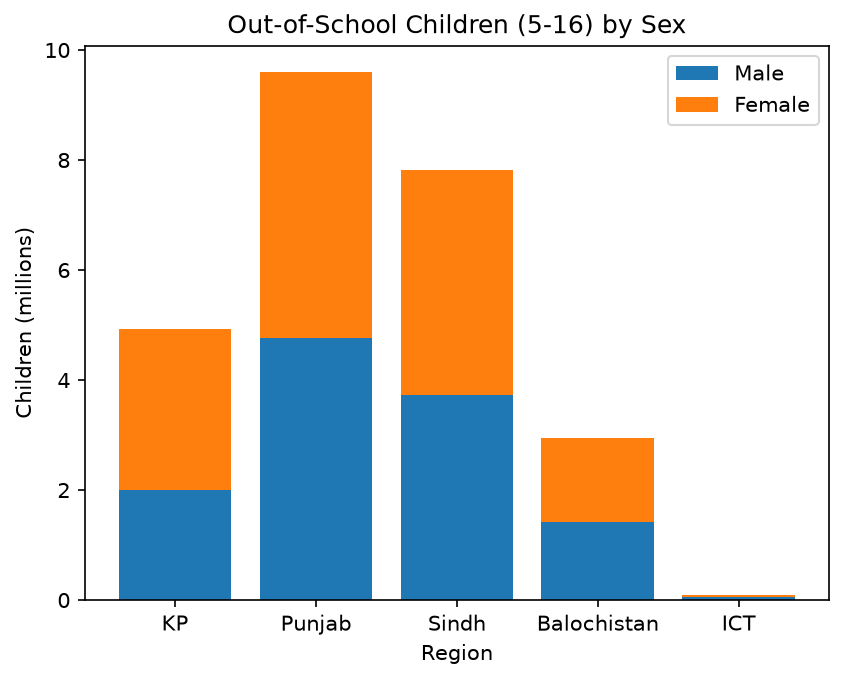 Out-of-School Children (5-16) by Sex
Male
Female
Children (millions)
10
8
6
4
2
0
KP Punjab Sindh Balochistan ICT
Region